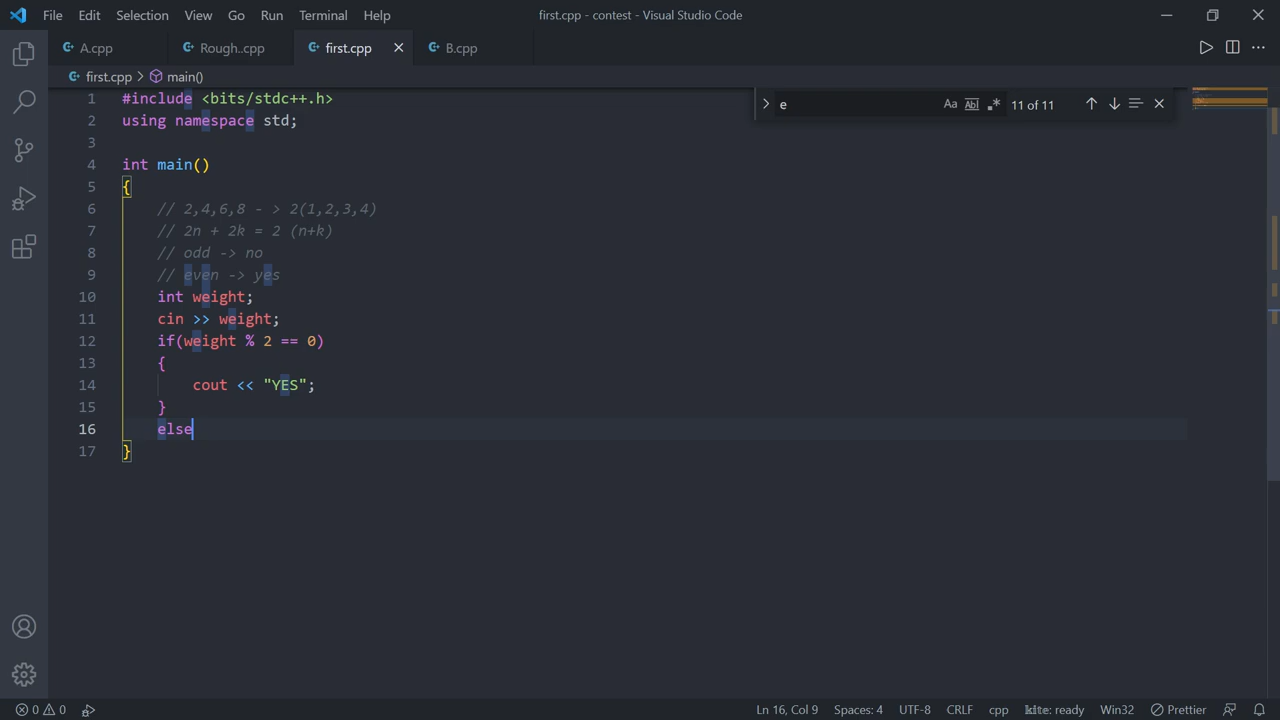 File Edit Selection View Go Run Terminal Help first.cpp - contest - Visual Studio Code
A.cpp Rough..cpp first.cpp B.cpp
first.cpp > main()
e Aa Abl .* 11 of 11
1 #include <bits/stdc++.h>
2 using namespace std;
3
4 int main()
5 {
6 // 2,4,6,8 - > 2(1,2,3,4)
7 // 2n + 2k = 2 (n+k)
8 // odd -> no
9 // even -> yes
10 int weight;
11 cin >> weight;
12 if(weight % 2 == 0)
13 {
14 cout << "YES";
15 }
16 else
17 }
0 0 Ln 16, Col 9 Spaces: 4 UTF-8 CRLF cpp kite: ready Win32 Prettier